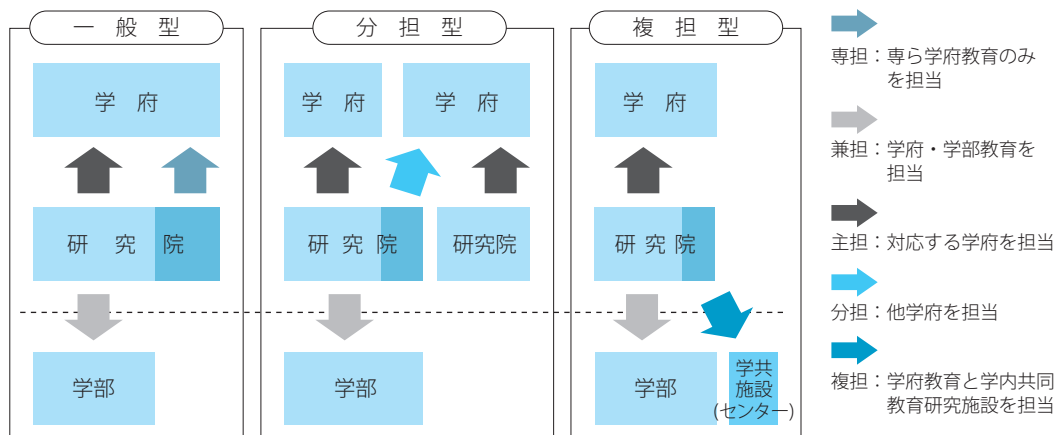 一般型
学府
研究院
学部
分担型
学府
学府
研究院
研究院
学部
複担型
学府
研究院
学部
学共
施設
(センター)
専担：専ら学府教育のみ
を担当
兼担：学府・学部教育を
担当
主担：対応する学府を担当
分担：他学府を担当
複担：学府教育と学内共同
教育研究施設を担当